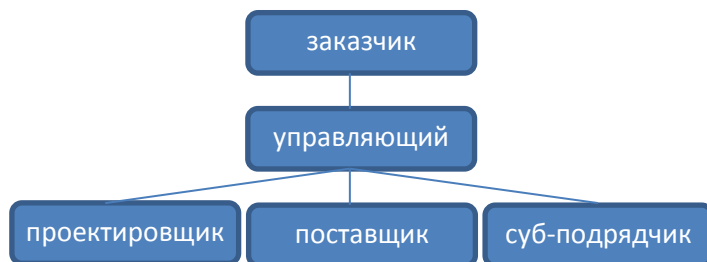 заказчик
управляющий
проектировщик
поставщик
суб-подрядчик